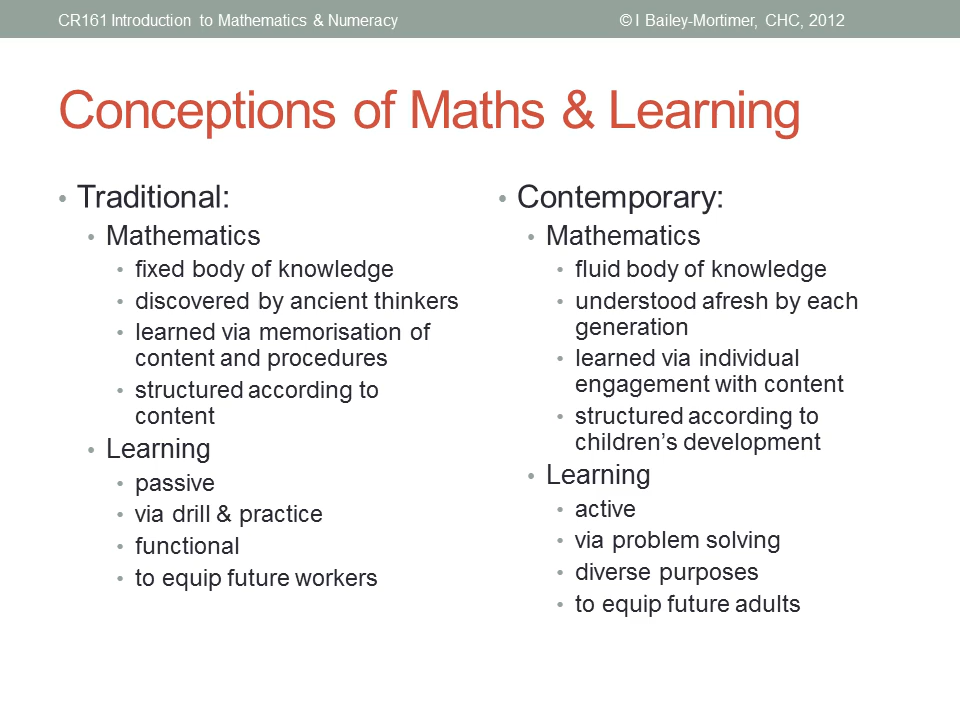 CR161 Introduction to Mathematics & Numeracy © I Bailey-Mortimer, CHC, 2012
Conceptions of Maths & Learning
• Traditional:
• Mathematics
• fixed body of knowledge
• discovered by ancient thinkers
• learned via memorisation of
content and procedures
• structured according to
content
• Learning
• passive
• via drill & practice
• functional
• to equip future workers
• Contemporary:
• Mathematics
• fluid body of knowledge
• understood afresh by each
generation
• learned via individual
engagement with content
• structured according to
children’s development
• Learning
• active
• via problem solving
• diverse purposes
• to equip future adults